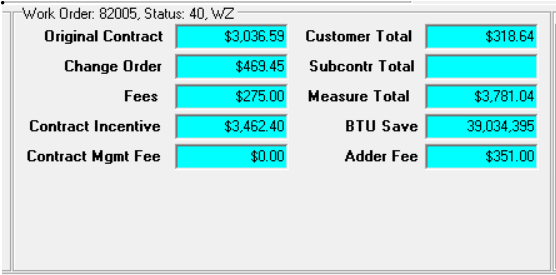 Work Order: 82005, Status: 40, WZ
Original Contract $3,036.59 Customer Total $318.64
Change Order $469.45 Subcontr Total
Fees $275.00 Measure Total $3,781.04
Contract Incentive $3,462.40 BTU Save 39,034,395
Contract Mgmt Fee $0.00 Adder Fee $351.00